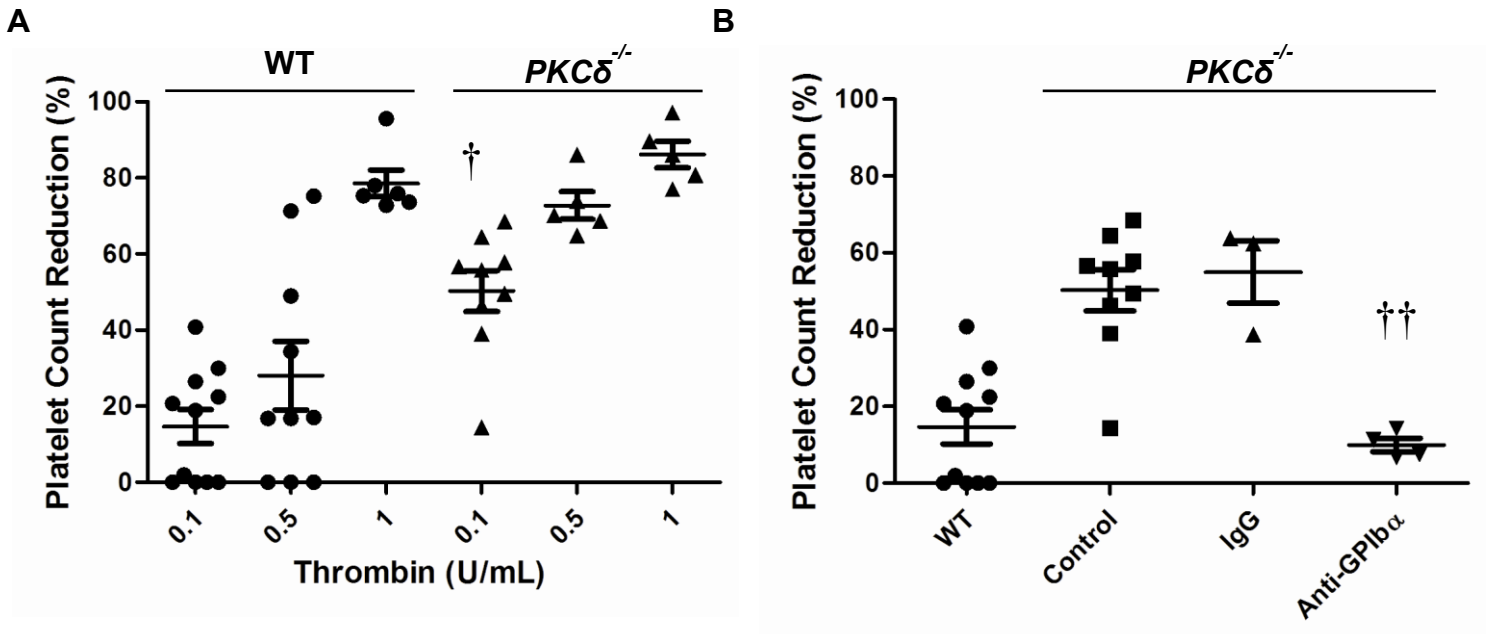 A
WT
PKCδ-/-
Platelet Count Reduction (%)
100
80
60
40
20
0
†
0.1
0.5
1
0.1
0.5
1
Thrombin (U/mL)
B
PKCδ-/-
Platelet Count Reduction (%)
100
80
60
40
20
0
††
WT
Control
IgG
Anti-GPIbα